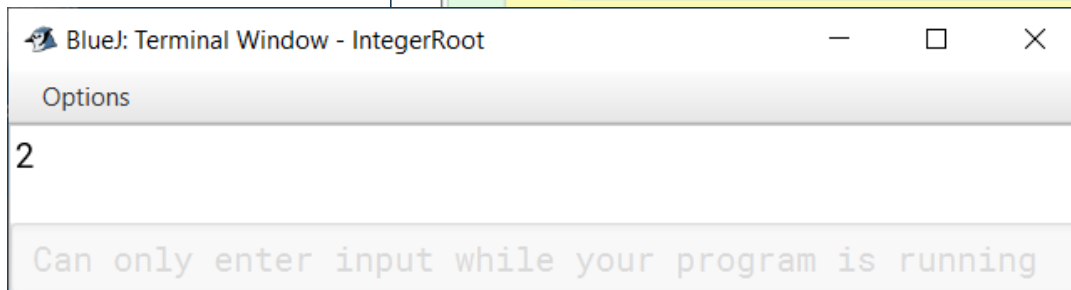 BlueJ: Terminal Window - IntegerRoot
Options
2
Can only enter input while your program is running